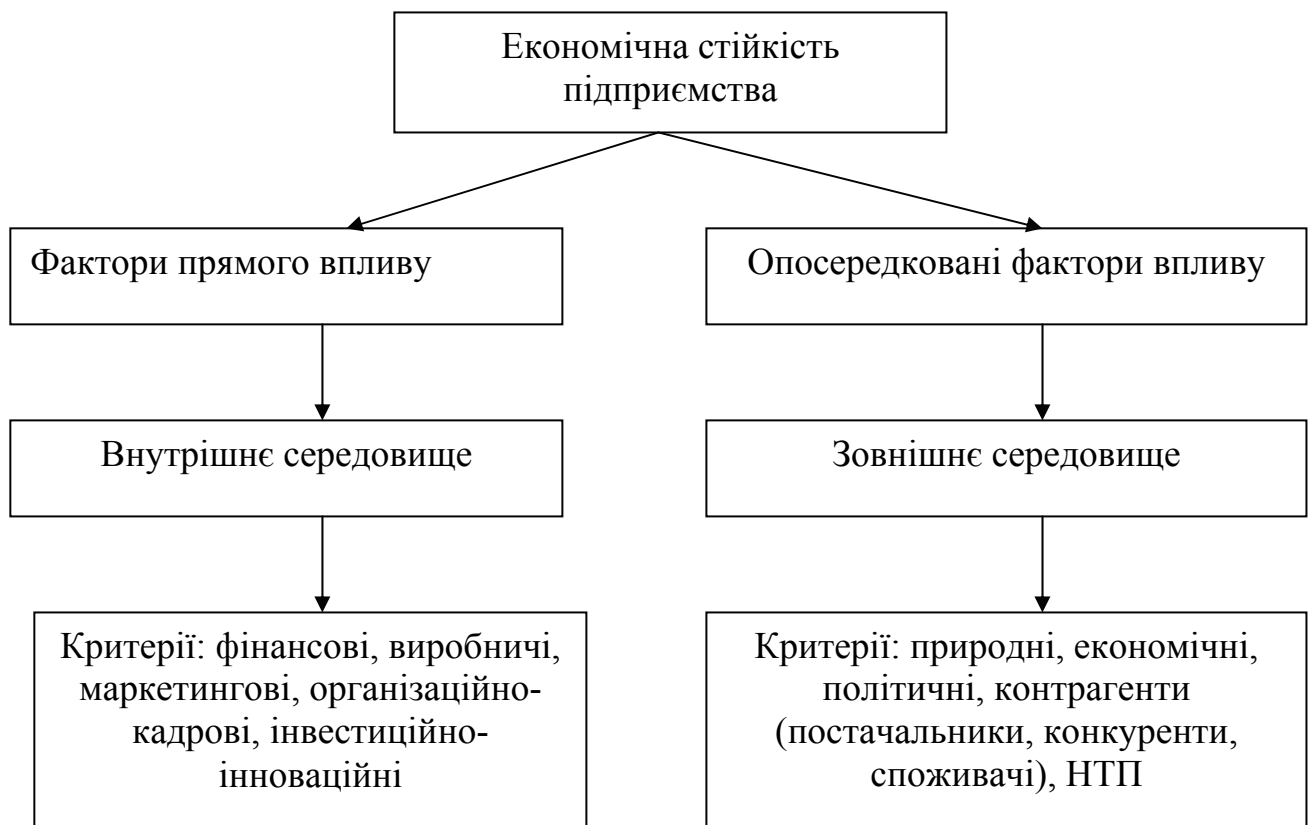 Економічна стійкість
підприємства
Фактори прямого впливу
Опосередковані фактори впливу
Внутрішнє середовище
Зовнішнє середовище
Критерії: фінансові, виробничі,
маркетингові, організаційно-
кадрові, інвестиційно-
інноваційні
Критерії: природні, економічні,
політичні, контрагенти
(постачальники, конкуренти,
споживачі), НТП